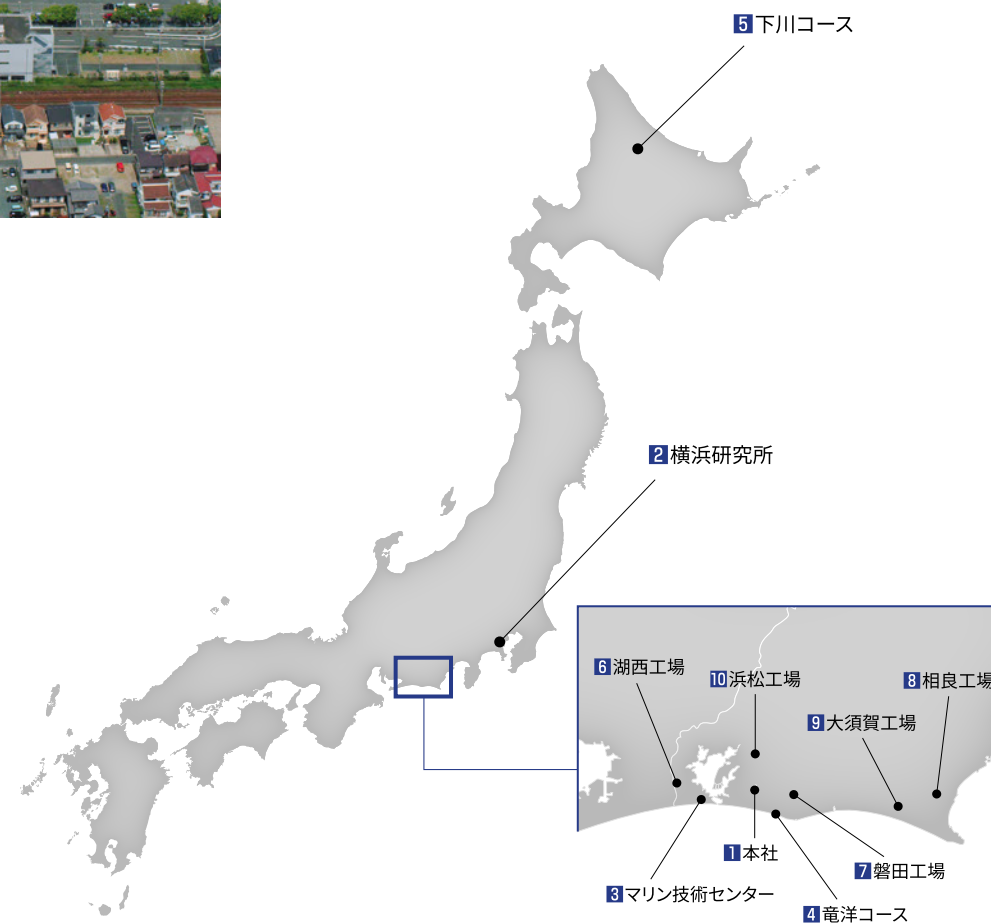 5 下川コース
2 横浜研究所
6 湖西工場
10 浜松工場
8 相良工場
9 大須賀工場
1 本社
7 磐田工場
3 マリン技術センター
4 竜洋コース